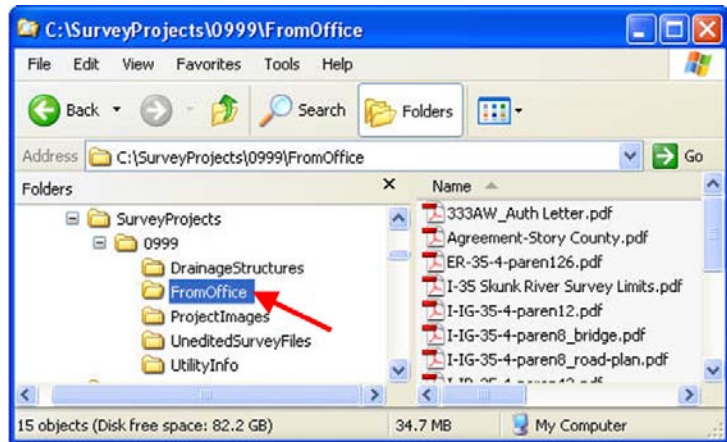 C:\SurveyProjects\0999\FromOffice
File Edit View Favorites Tools Help
Back Search Folders
Address C:\SurveyProjects\0999\FromOffice Go
Folders
SurveyProjects
0999
DrainageStructures
FromOffice
ProjectImages
UneditedSurveyFiles
UtilityInfo
Name
333AW_Auth Letter.pdf
Agreement-Story County.pdf
ER-35-4-paren126.pdf
I-35 Skunk River Survey Limits.pdf
I-IG-35-4-paren12.pdf
I-IG-35-4-paren8_bridge.pdf
I-IG-35-4-paren8_road-plan.pdf
15 objects (Disk free space: 82.2 GB) 34.7 MB My Computer